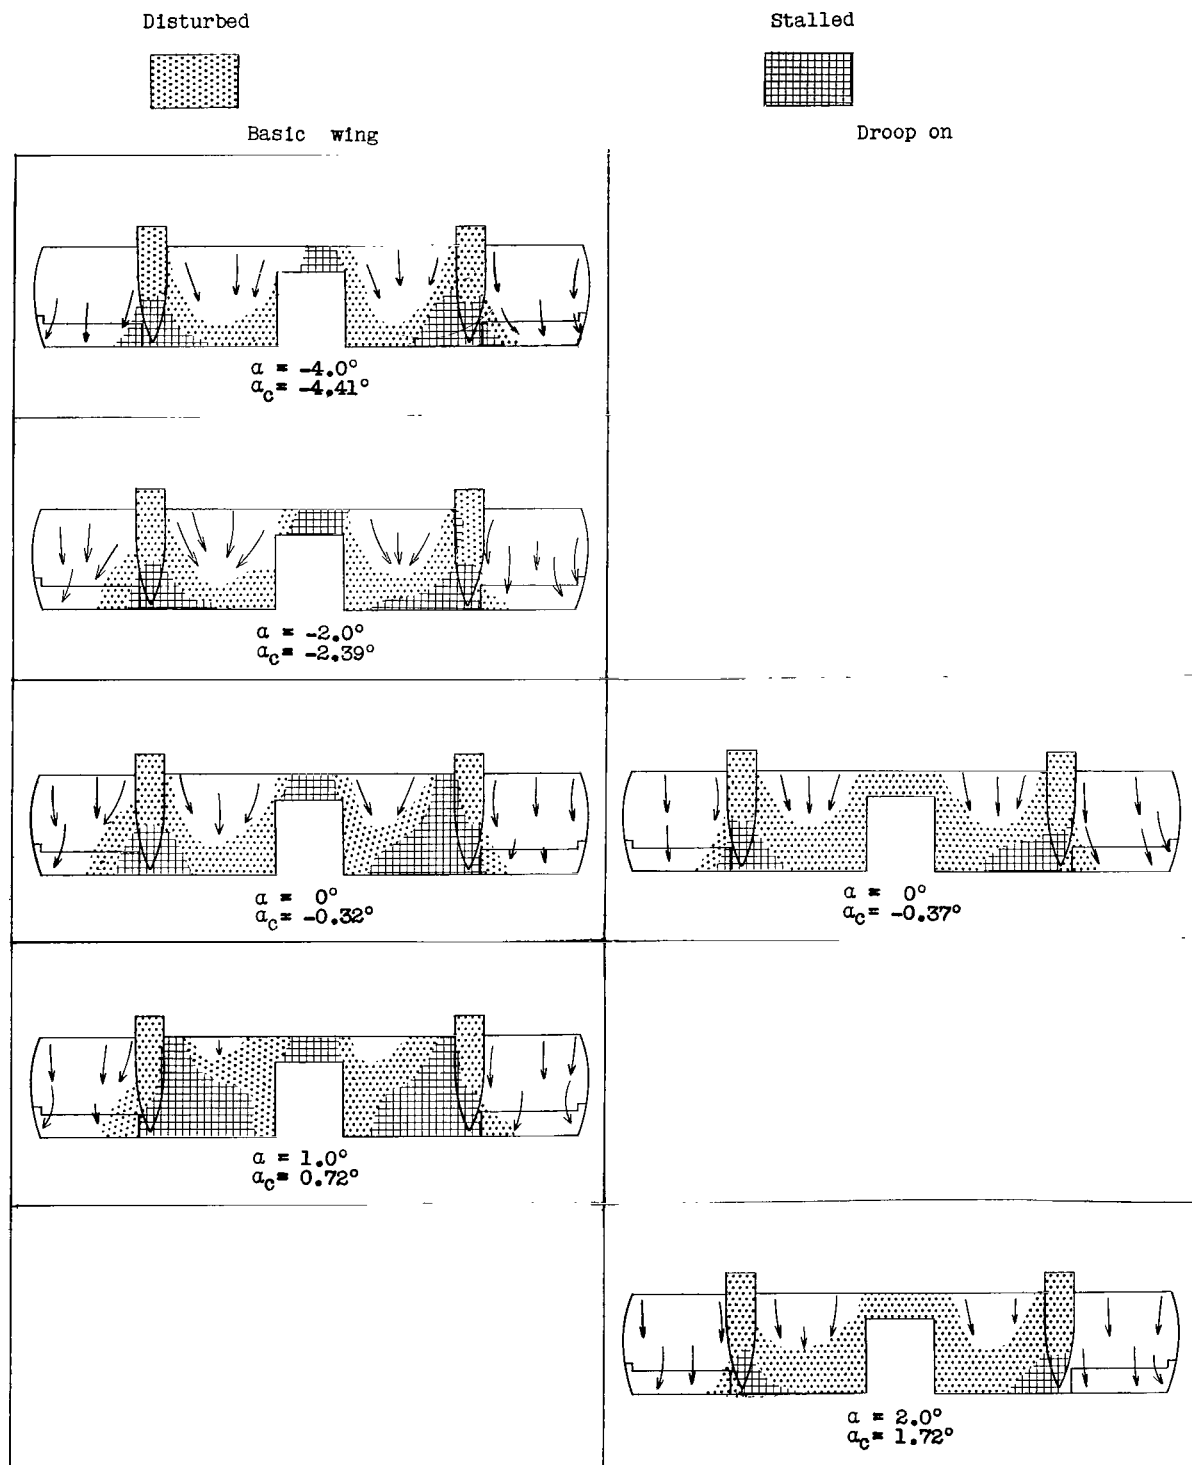 Disturbed
Stalled
Basic wing
Droop on
α = -4.0°
αc = -4.41°
α = -2.0°
αc = -2.39°
α = 0°
αc = -0.32°
α = 0°
αc = -0.37°
α = 1.0°
αc = 0.72°
α = 2.0°
αc = 1.72°